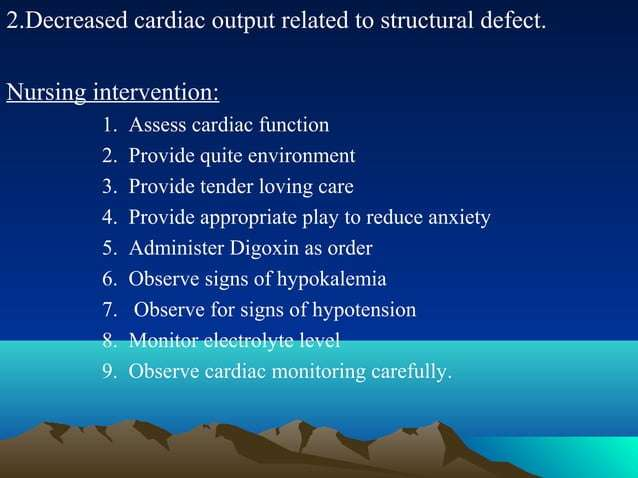 2.Decreased cardiac output related to structural defect.
Nursing intervention:
1. Assess cardiac function
2. Provide quite environment
3. Provide tender loving care
4. Provide appropriate play to reduce anxiety
5. Administer Digoxin as order
6. Observe signs of hypokalemia
7. Observe for signs of hypotension
8. Monitor electrolyte level
9. Observe cardiac monitoring carefully.